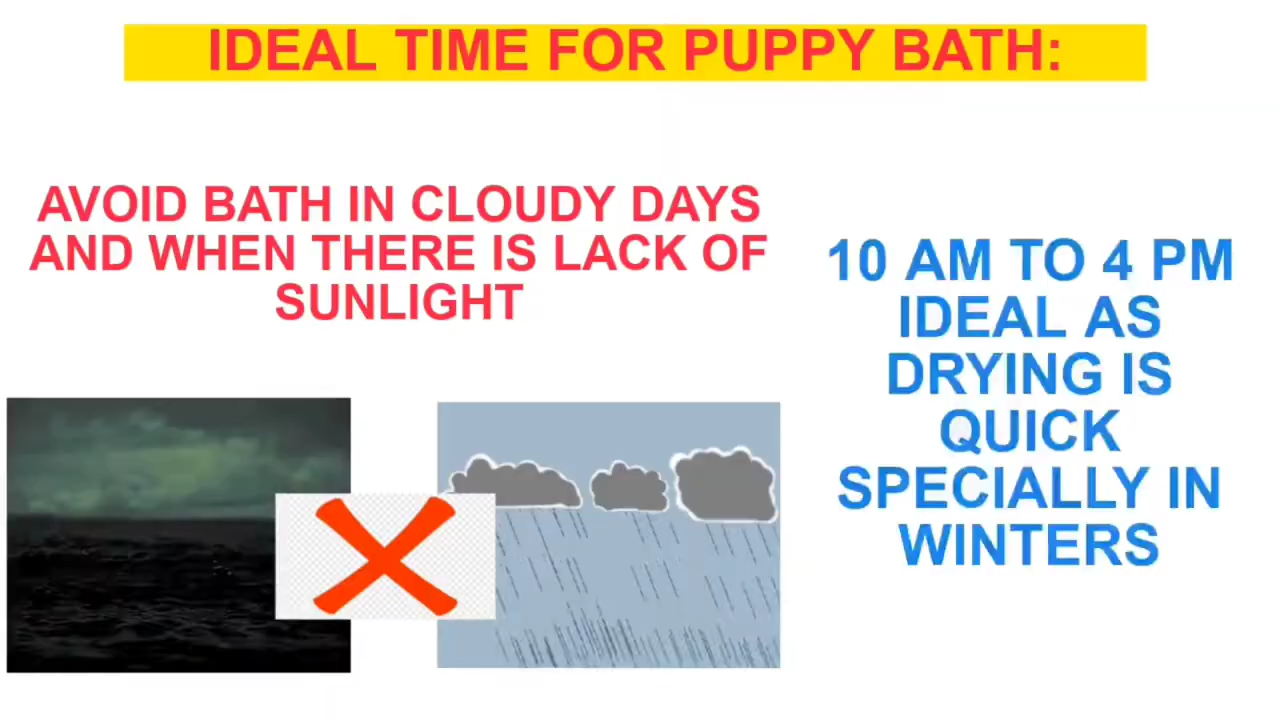 IDEAL TIME FOR PUPPY BATH:
AVOID BATH IN CLOUDY DAYS
AND WHEN THERE IS LACK OF
SUNLIGHT
10 AM TO 4 PM
IDEAL AS
DRYING IS
QUICK
SPECIALLY IN
WINTERS